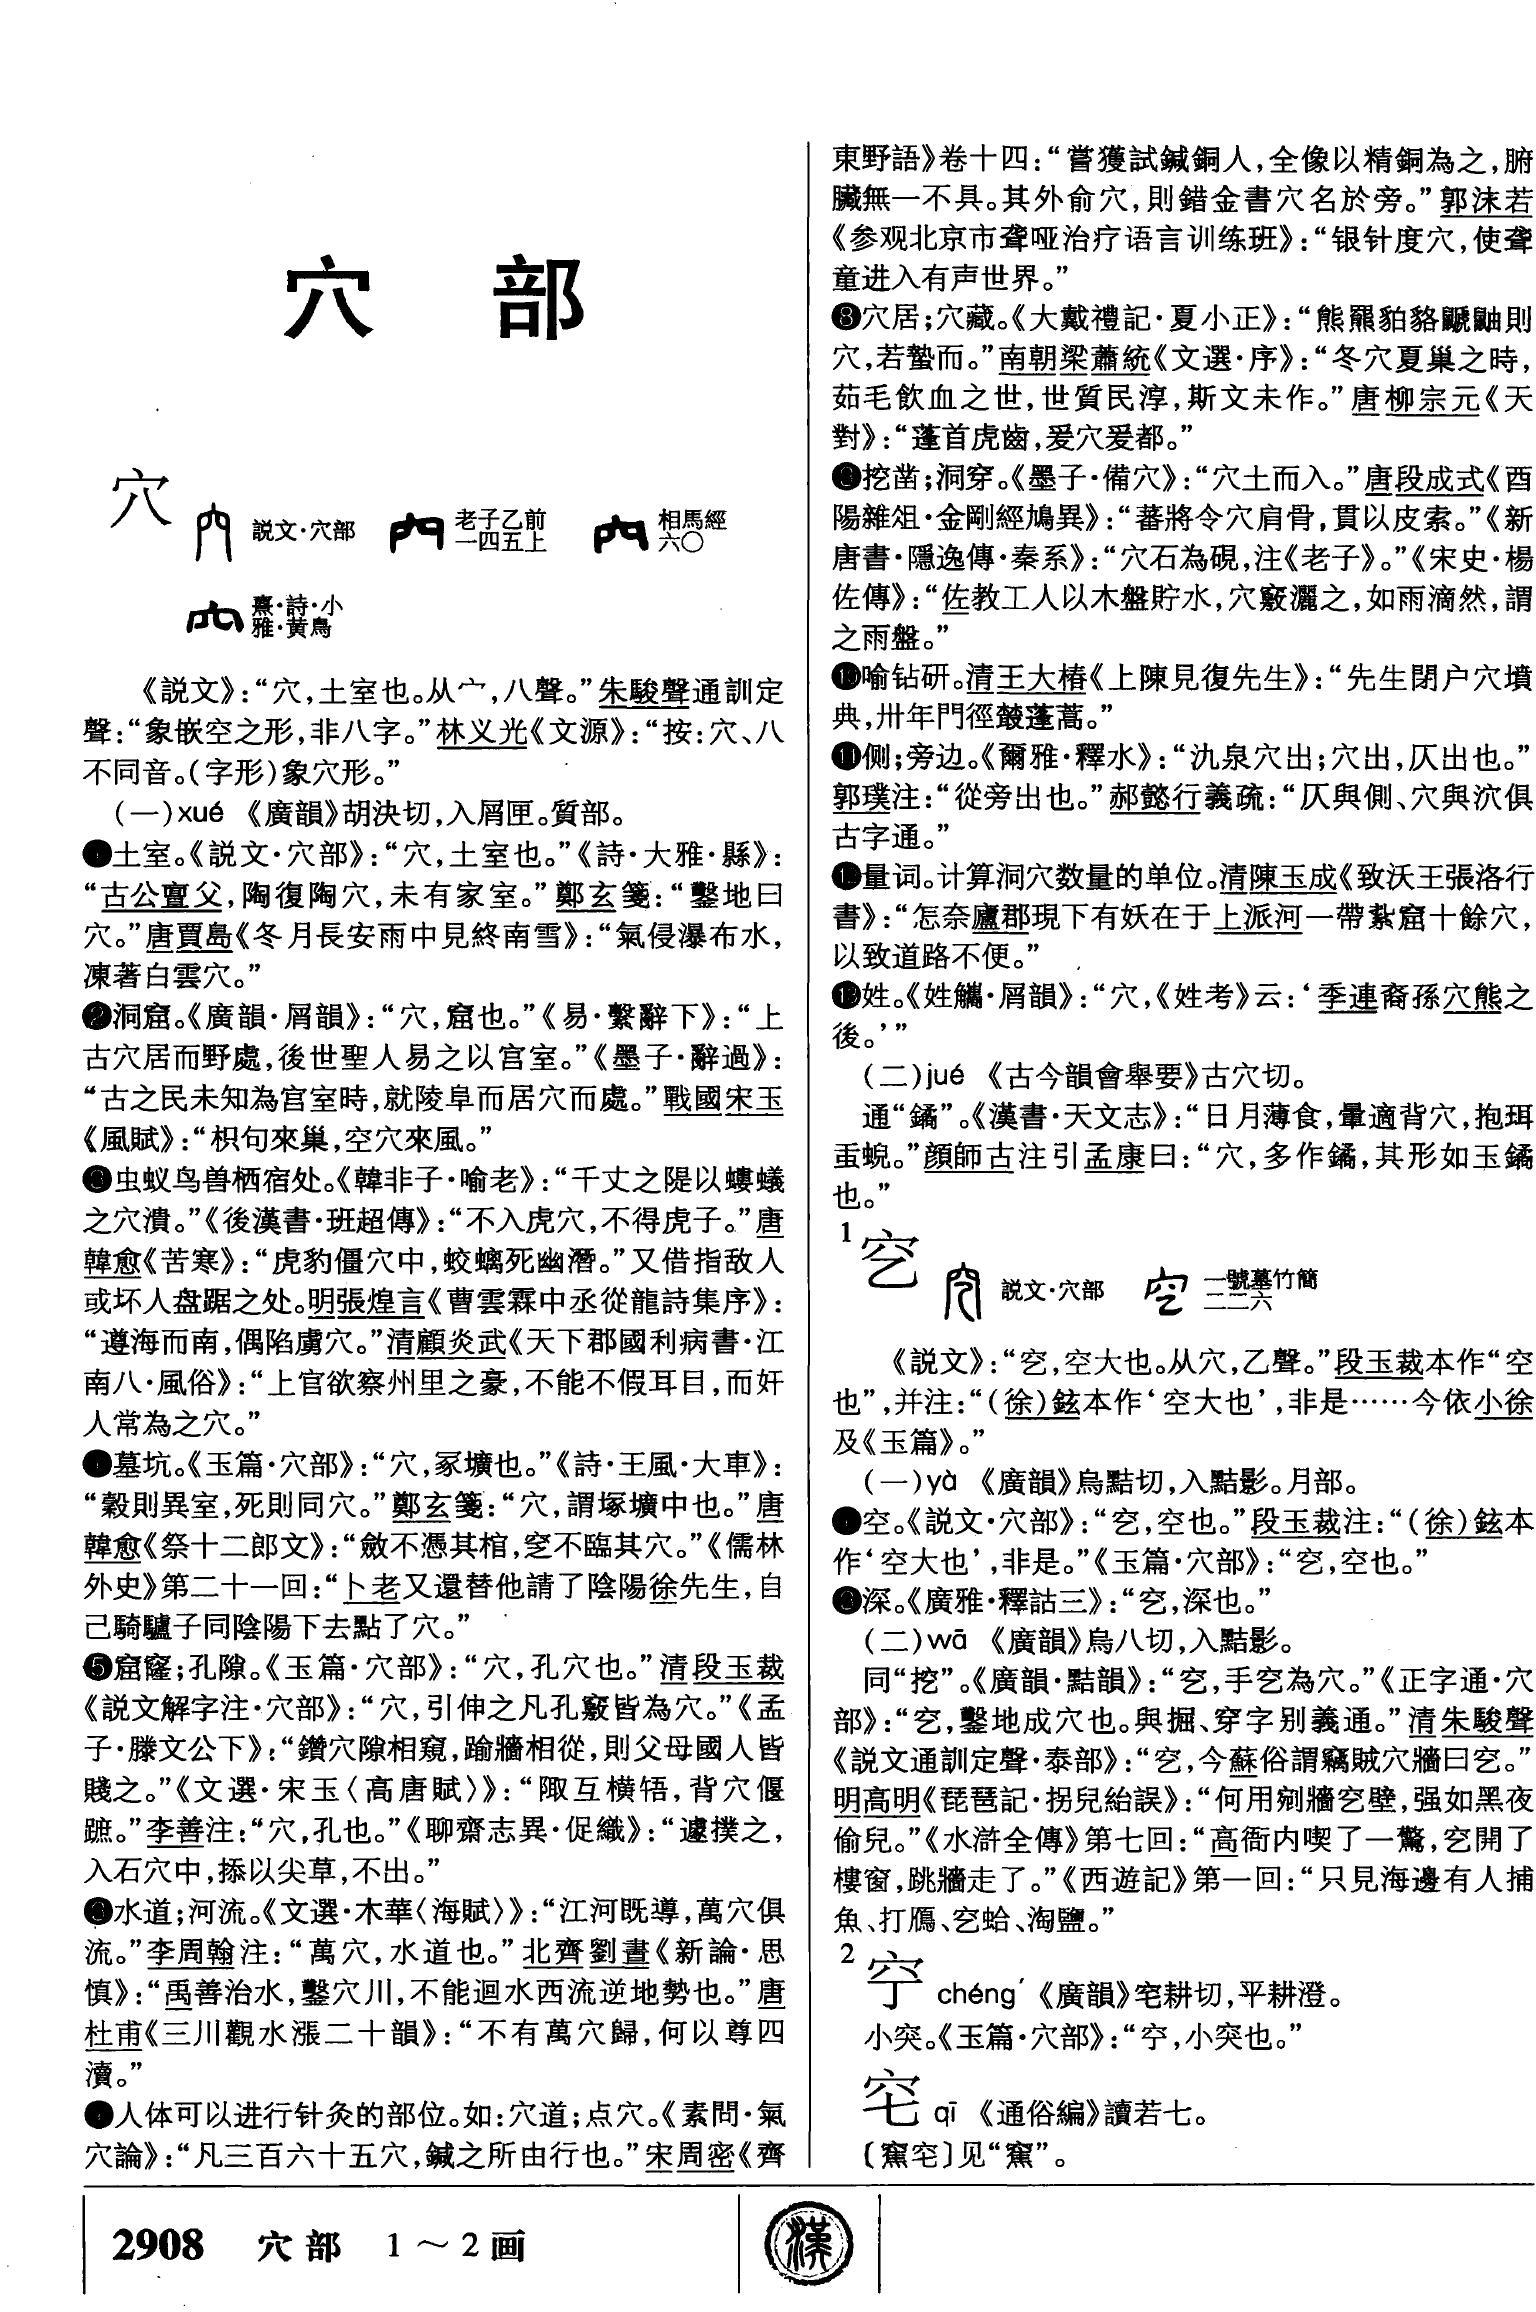 穴　部
穴 説文·穴部 老子乙前一四五上 相馬經六〇
熹·詩·小雅·黃鳥
《説文》：“穴，土室也。从宀，八聲。”朱駿聲通訓定
聲：“象嵌空之形，非八字。”林义光《文源》：“按：穴、八
不同音。（字形）象穴形。”
（一）xué 《廣韻》胡決切，入屑匣。質部。
❶土室。《説文·穴部》：“穴，土室也。”《詩·大雅·緜》：
“古公亶父，陶復陶穴，未有家室。”鄭玄箋：“鑿地曰
穴。”唐賈島《冬月長安雨中見終南雪》：“氣侵瀑布水，
凍著白雲穴。”
❷洞窟。《廣韻·屑韻》：“穴，窟也。”《易·繫辭下》：“上
古穴居而野處，後世聖人易之以宫室。”《墨子·辭過》：
“古之民未知為宫室時，就陵阜而居穴而處。”戰國宋玉
《風賦》：“枳句來巢，空穴來風。”
❸虫蚁鸟兽栖宿处。《韓非子·喻老》：“千丈之隄以螻蟻
之穴潰。”《後漢書·班超傳》：“不入虎穴，不得虎子。”唐
韓愈《苦寒》：“虎豹僵穴中，蛟螭死幽潛。”又借指敌人
或坏人盘踞之处。明張煌言《曹雲霖中丞從龍詩集序》：
“遵海而南，偶陷虜穴。”清顧炎武《天下郡國利病書·江
南八·風俗》：“上官欲察州里之豪，不能不假耳目，而奸
人常為之穴。”
❹墓坑。《玉篇·穴部》：“穴，冢壙也。”《詩·王風·大車》：
“穀則異室，死則同穴。”鄭玄箋：“穴，謂塚壙中也。”唐
韓愈《祭十二郎文》：“斂不憑其棺，窆不臨其穴。”《儒林
外史》第二十一回：“卜老又還替他請了陰陽徐先生，自
己騎驢子同陰陽下去點了穴。”
❺窟窿；孔隙。《玉篇·穴部》：“穴，孔穴也。”清段玉裁
《説文解字注·穴部》：“穴，引伸之凡孔竅皆為穴。”《孟
子·滕文公下》：“鑽穴隙相窺，踰牆相從，則父母國人皆
賤之。”《文選·宋玉〈高唐賦〉》：“陬互横牾，背穴偃
蹠。”李善注：“穴，孔也。”《聊齋志異·促織》：“遽撲之，
入石穴中，掭以尖草，不出。”
❻水道；河流。《文選·木華〈海賦〉》：“江河既導，萬穴俱
流。”李周翰注：“萬穴，水道也。”北齊劉晝《新論·思
慎》：“禹善治水，鑿穴川，不能迴水西流逆地勢也。”唐
杜甫《三川觀水漲二十韻》：“不有萬穴歸，何以尊四
瀆。”
❼人体可以进行针灸的部位。如：穴道；点穴。《素問·氣
穴論》：“凡三百六十五穴，鍼之所由行也。”宋周密《齊
東野語》卷十四：“嘗獲試鍼銅人，全像以精銅為之，腑
臟無一不具。其外俞穴，則錯金書穴名於旁。”郭沫若
《参观北京市聋哑治疗语言训练班》：“银针度穴，使聋
童进入有声世界。”
❽穴居；穴藏。《大戴禮記·夏小正》：“熊羆貃貉鷈鼬則
穴，若蟄而。”南朝梁蕭統《文選·序》：“冬穴夏巢之時，
茹毛飲血之世，世質民淳，斯文未作。”唐柳宗元《天
對》：“蓬首虎齒，爰穴爰都。”
❾挖凿；洞穿。《墨子·備穴》：“穴土而入。”唐段成式《酉
陽雜俎·金剛經鳩異》：“蕃將令穴肩骨，貫以皮索。”《新
唐書·隱逸傳·秦系》：“穴石為硯，注《老子》。”《宋史·楊
佐傳》：“佐教工人以木盤貯水，穴竅灑之，如雨滴然，謂
之雨盤。”
❿喻钻研。清王大椿《上陳見復先生》：“先生閉户穴墳
典，卅年門徑鼓蓬蒿。”
⓫侧；旁边。《爾雅·釋水》：“氿泉穴出；穴出，仄出也。”
郭璞注：“從旁出也。”郝懿行義疏：“仄與側、穴與泬俱
古字通。”
⓬量词。计算洞穴数量的单位。清陳玉成《致沃王張洛行
書》：“怎奈廬郡現下有妖在于上派河一帶紮窟十餘穴，
以致道路不便。”
⓭姓。《姓觿·屑韻》：“穴，《姓考》云：‘季連裔孫穴熊之
後。’”
（二）jué 《古今韻會舉要》古穴切。
通“鐍”。《漢書·天文志》：“日月薄食，暈適背穴，抱珥
䖝蜺。”顔師古注引孟康曰：“穴，多作鐍，其形如玉鐍
也。”
1 穵 説文·穴部 一號墓竹簡二二六
《説文》：“穵，空大也。从穴，乙聲。”段玉裁本作“空
也”，并注：“（徐）鉉本作‘空大也’，非是……今依小徐
及《玉篇》。”
（一）yà 《廣韻》烏黠切，入黠影。月部。
❶空。《説文·穴部》：“穵，空也。”段玉裁注：“（徐）鉉本
作‘空大也’，非是。”《玉篇·穴部》：“穵，空也。”
❷深。《廣雅·釋詁三》：“穵，深也。”
（二）wā 《廣韻》烏八切，入黠影。
同“挖”。《廣韻·黠韻》：“穵，手穵為穴。”《正字通·穴
部》：“穵，鑿地成穴也。與掘、穿字别義通。”清朱駿聲
《説文通訓定聲·泰部》：“穵，今蘇俗謂竊賊穴牆曰穵。”
明高明《琵琶記·拐兒紿誤》：“何用剜牆穵壁，强如黑夜
偷兒。”《水滸全傳》第七回：“高衙内喫了一驚，穵開了
樓窗，跳牆走了。”《西遊記》第一回：“只見海邊有人捕
魚、打鴈、穵蛤、淘鹽。”
2 㓅 chéng 《廣韻》宅耕切，平耕澄。
小突。《玉篇·穴部》：“，小突也。”
qī 《通俗編》讀若七。
〔窯〕见“窯”。
2908　穴部　1～2画
漢